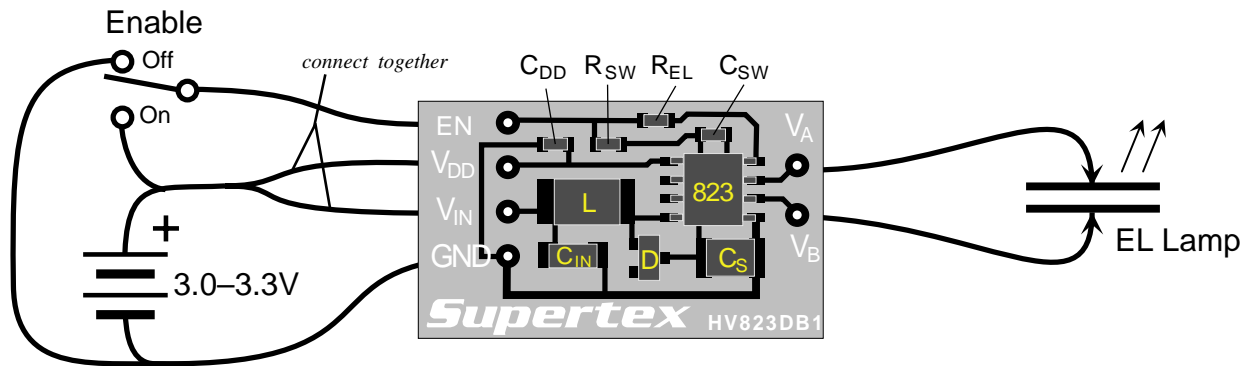 Enable
Off
On
connect together
+
3.0–3.3V
C_DD R_SW R_EL C_SW
EN
V_DD
V_IN
GND
L
C_IN
D
823
C_S
V_A
V_B
Supertex HV823DB1
EL Lamp